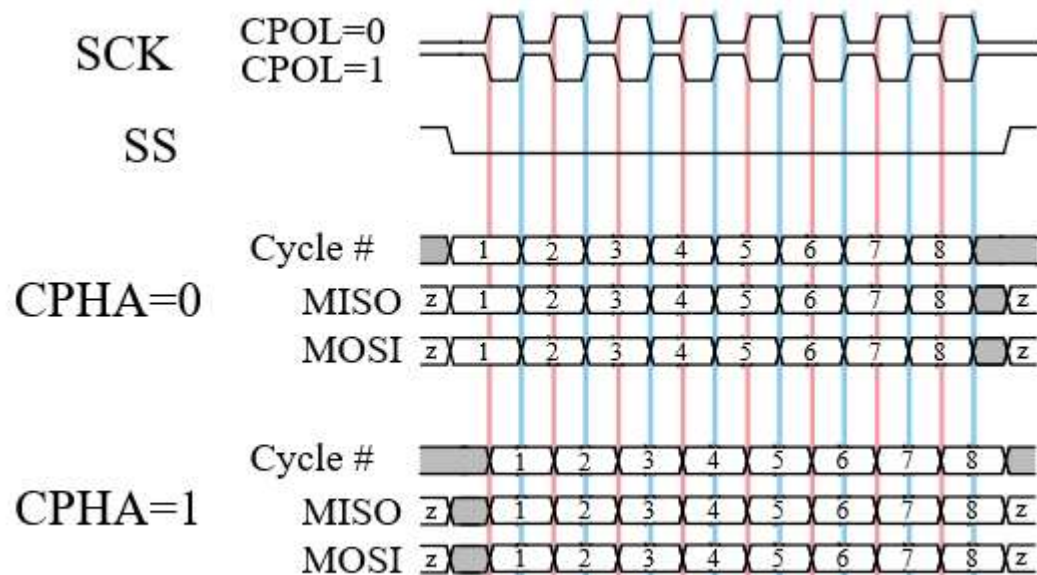 SCK
CPOL=0
CPOL=1
SS
CPHA=0
Cycle # 1 2 3 4 5 6 7 8
MISO z 1 2 3 4 5 6 7 8 z
MOSI z 1 2 3 4 5 6 7 8 z
CPHA=1
Cycle # 1 2 3 4 5 6 7 8
MISO z 1 2 3 4 5 6 7 8 z
MOSI z 1 2 3 4 5 6 7 8 z